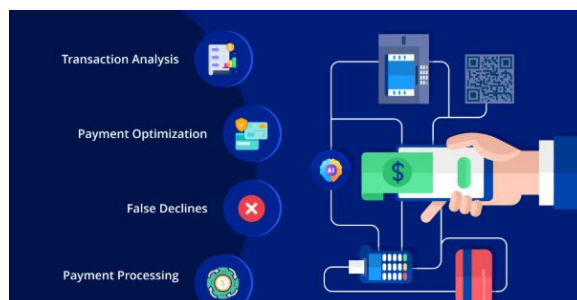 Transaction Analysis
Payment Optimization
AI
$
False Declines
Payment Processing